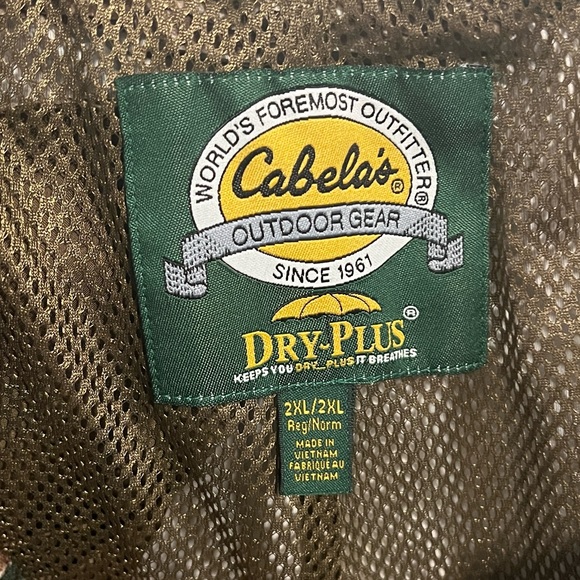 WORLD'S FOREMOST OUTFITTER®
Cabela's®
OUTDOOR GEAR
SINCE 1961
DRY-PLUS®
KEEPS YOU DRY...PLUS IT BREATHES
2XL/2XL
Reg/Norm
MADE IN
VIETNAM
FABRIQUÉ AU
VIETNAM